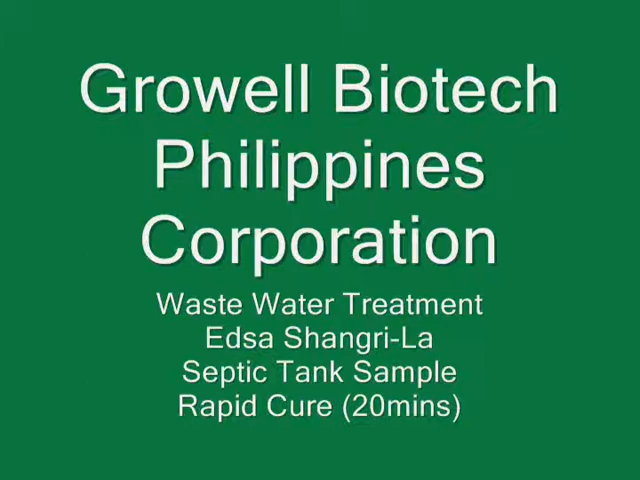 Growell Biotech
Philippines
Corporation
Waste Water Treatment
Edsa Shangri-La
Septic Tank Sample
Rapid Cure (20mins)